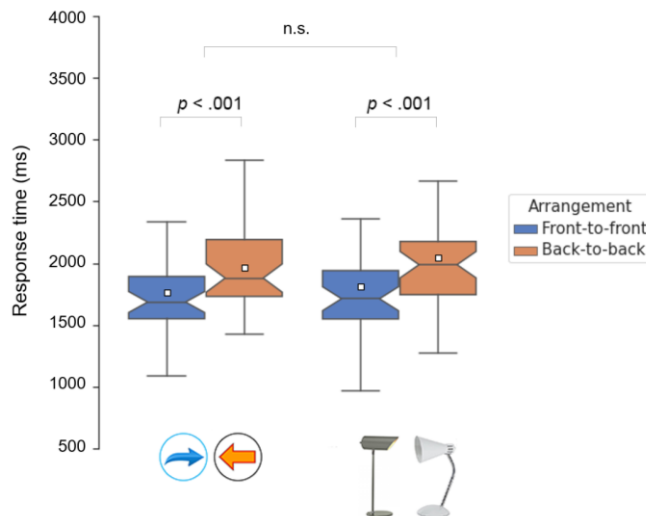 4000
n.s.
3500
p < .001
p < .001
3000
2500
2000
1500
1000
500
Response time (ms)
Arrangement
Front-to-front
Back-to-back